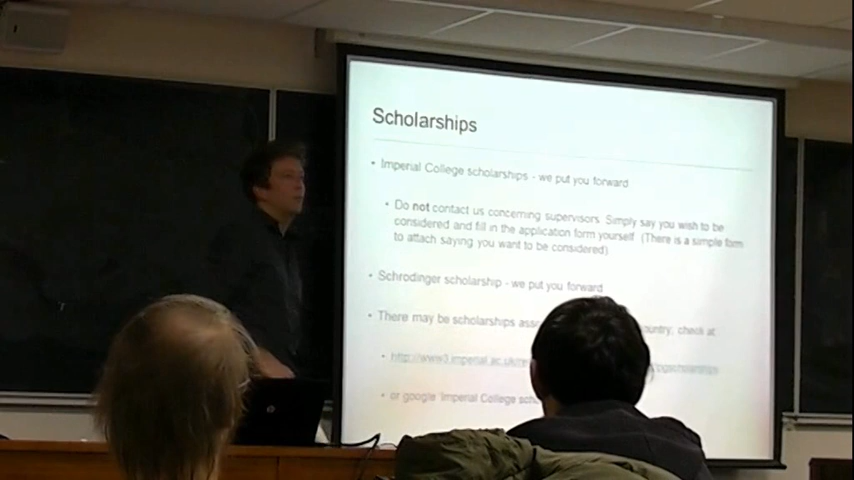 Scholarships
• Imperial College scholarships - we put you forward
• Do not contact us concerning supervisors. Simply say you wish to be
considered and fill in the application form yourself. (There is a simple form
to attach saying you want to be considered)
• Schrodinger scholarship - we put you forward
• There may be scholarships country; check at
• http://www3.imperial.ac.uk/
• or google 'Imperial College